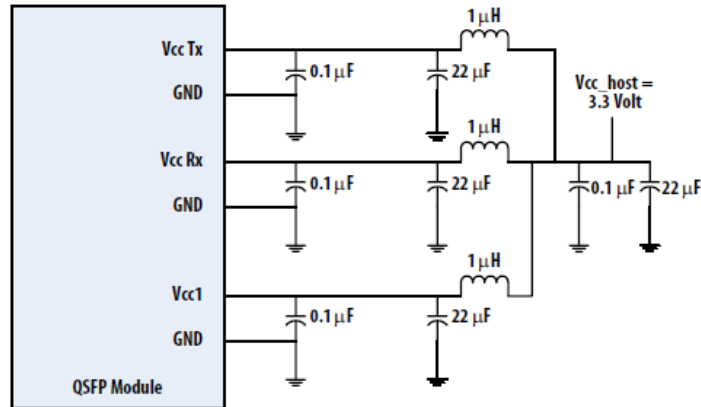 1 μH
Vcc Tx
0.1 μF
22 μF
GND
Vcc_host =
3.3 Volt
1 μH
Vcc Rx
0.1 μF
22 μF
0.1 μF
22 μF
GND
1 μH
Vcc1
0.1 μF
22 μF
GND
QSFP Module